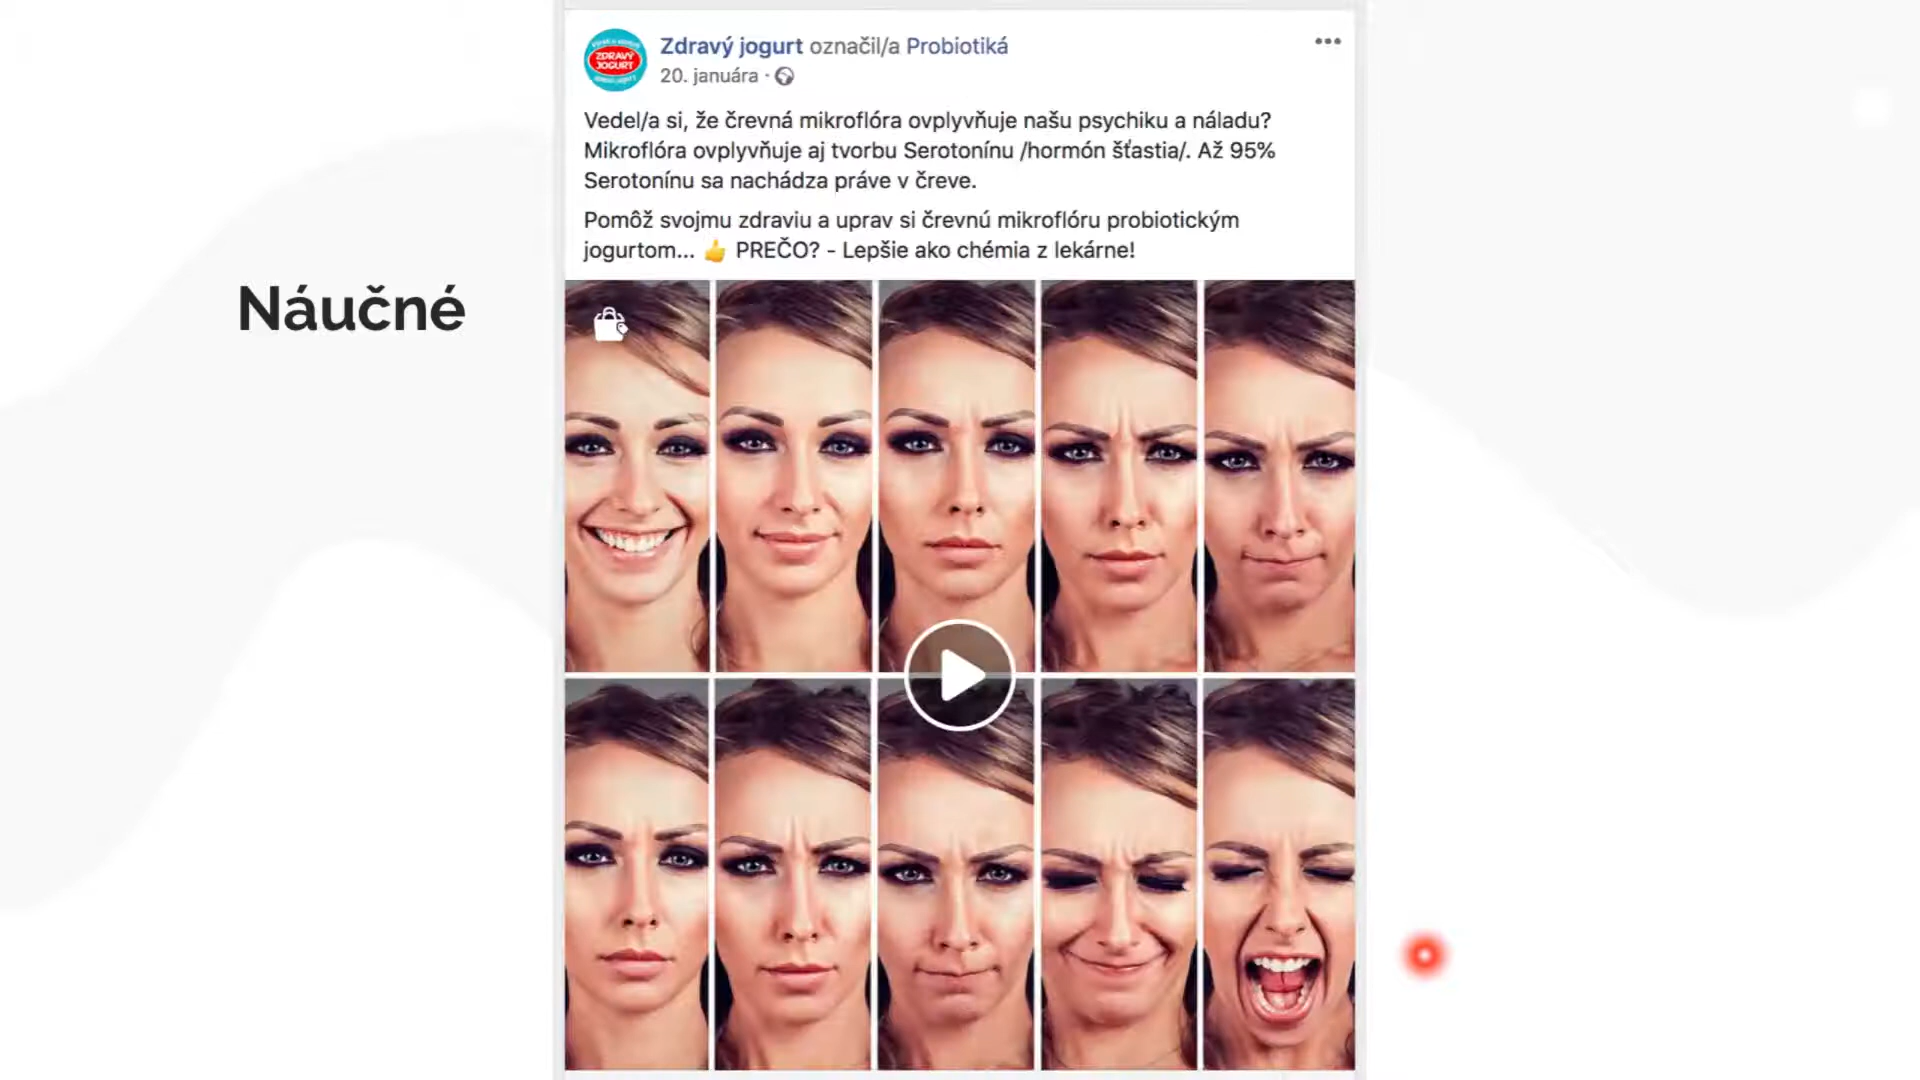 Náučné
ZDRAVÝ
JOGURT
Zdravý jogurt označil/a Probiotiká
20. januára ·
Vedel/a si, že črevná mikroflóra ovplyvňuje našu psychiku a náladu?
Mikroflóra ovplyvňuje aj tvorbu Serotonínu /hormón šťastia/. Až 95%
Serotonínu sa nachádza práve v čreve.
Pomôž svojmu zdraviu a uprav si črevnú mikroflóru probiotickým
jogurtom... 👍 PREČO? - Lepšie ako chémia z lekárne!